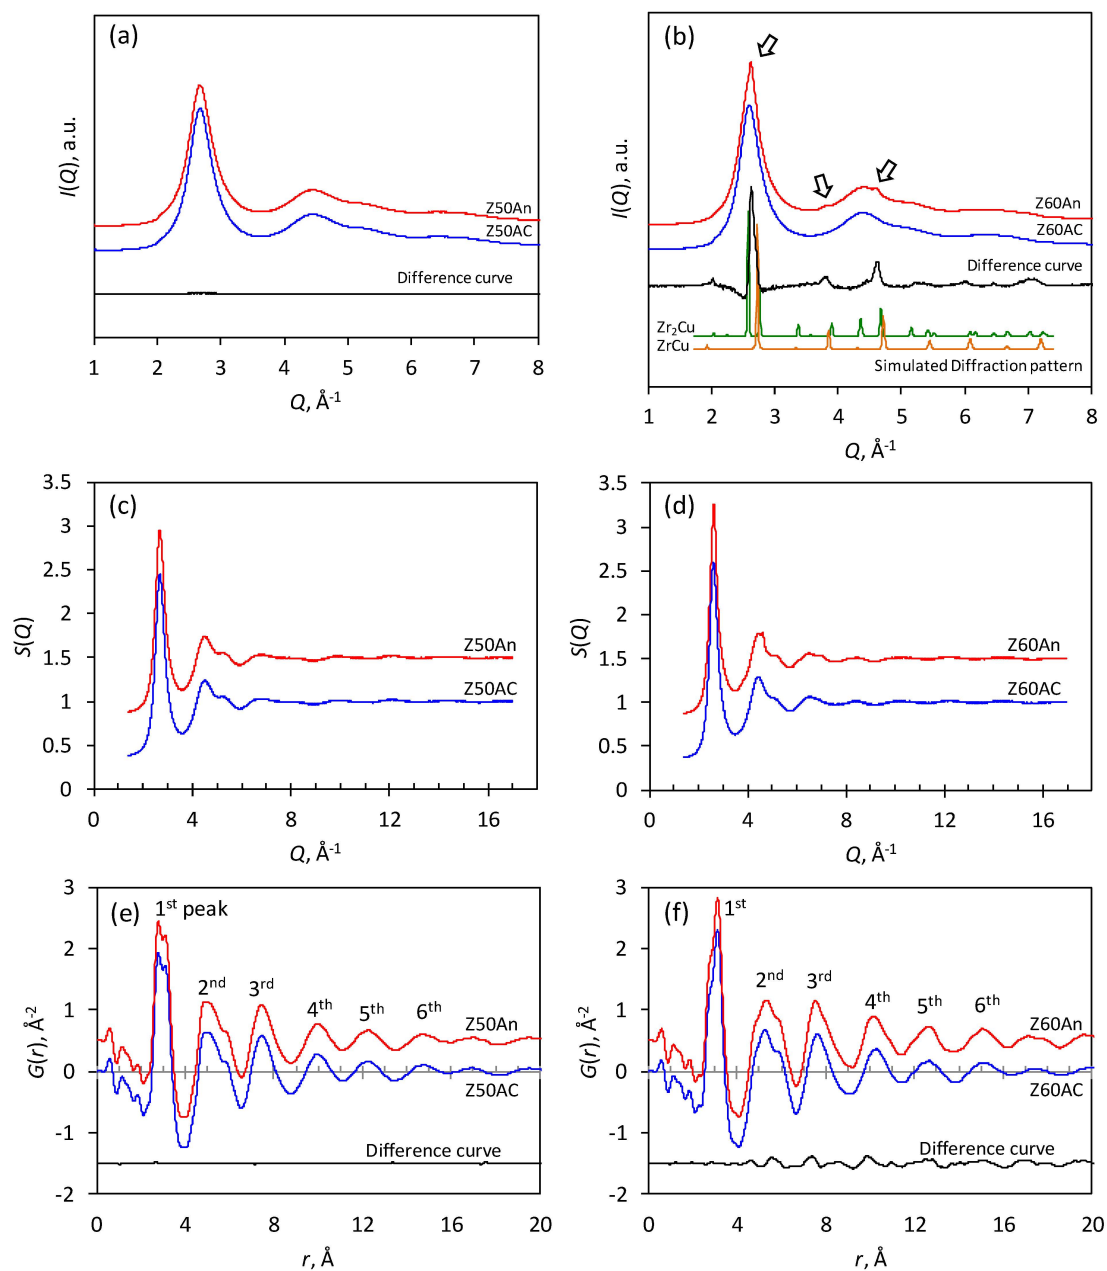 (a)
I(Q), a.u.
Z50An
Z50AC
Difference curve
1 2 3 4 5 6 7 8
Q, Å-1
(b)
I(Q), a.u.
Z60An
Z60AC
Difference curve
Zr2Cu
ZrCu
Simulated Diffraction pattern
1 2 3 4 5 6 7 8
Q, Å-1
(c)
S(Q)
3.5
3
2.5
2
1.5
1
0.5
0
Z50An
Z50AC
0 4 8 12 16
Q, Å-1
(d)
S(Q)
3.5
3
2.5
2
1.5
1
0.5
0
Z60An
Z60AC
0 4 8 12 16
Q, Å-1
(e)
G(r), Å-2
3
2
1
0
-1
-2
1st peak
2nd
3rd
4th
5th
6th
Z50An
Z50AC
Difference curve
0 4 8 12 16 20
r, Å
(f)
G(r), Å-2
3
2
1
0
-1
-2
1st
2nd
3rd
4th
5th
6th
Z60An
Z60AC
Difference curve
0 4 8 12 16 20
r, Å